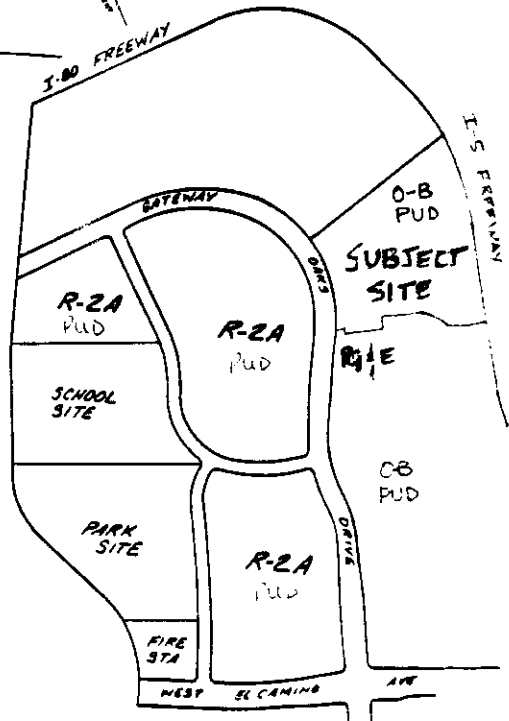 I-80 FREEWAY
I-5 FREEWAY
O-B
PUD
GATEWAY
OAKS
SUBJECT
SITE
R-2A
PUD
R-2A
PUD
PG&E
SCHOOL
SITE
OB
PUD
PARK
SITE
DRIVE
R-2A
PUD
FIRE
STA
WEST EL CAMINO AVE